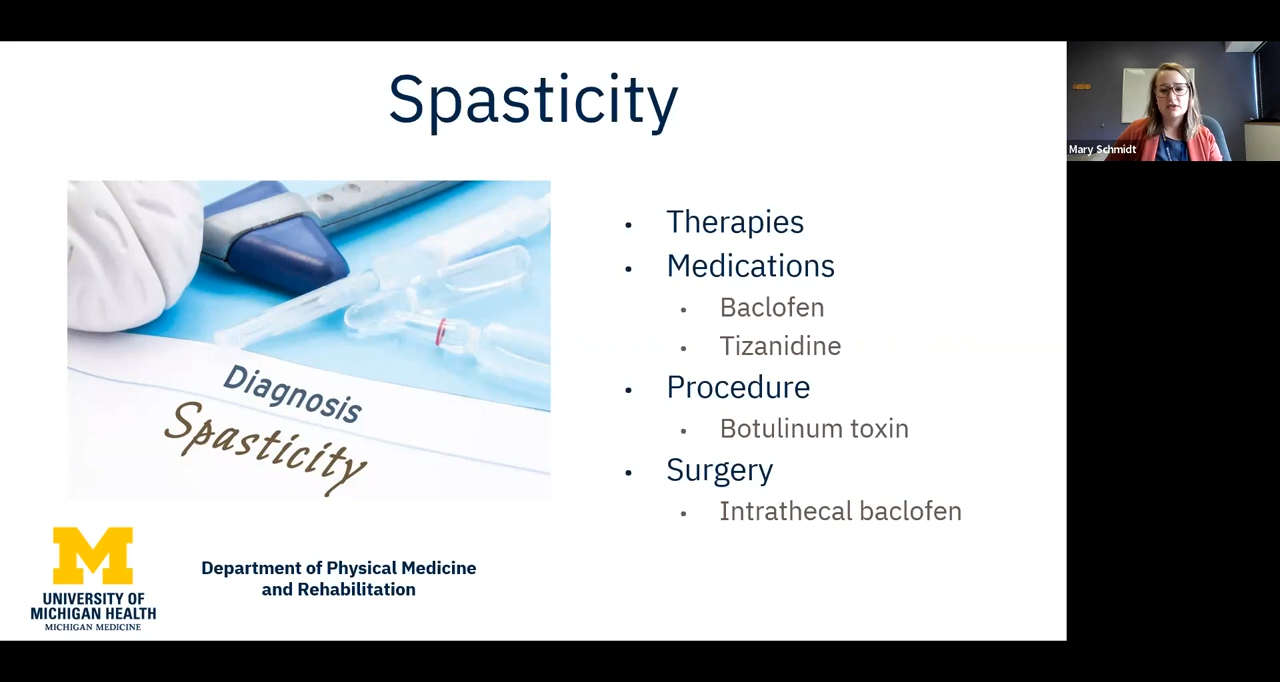 Spasticity
Diagnosis
Spasticity
• Therapies
• Medications
• Baclofen
• Tizanidine
• Procedure
• Botulinum toxin
• Surgery
• Intrathecal baclofen
M
UNIVERSITY OF
MICHIGAN HEALTH
MICHIGAN MEDICINE
Department of Physical Medicine
and Rehabilitation
Mary Schmidt